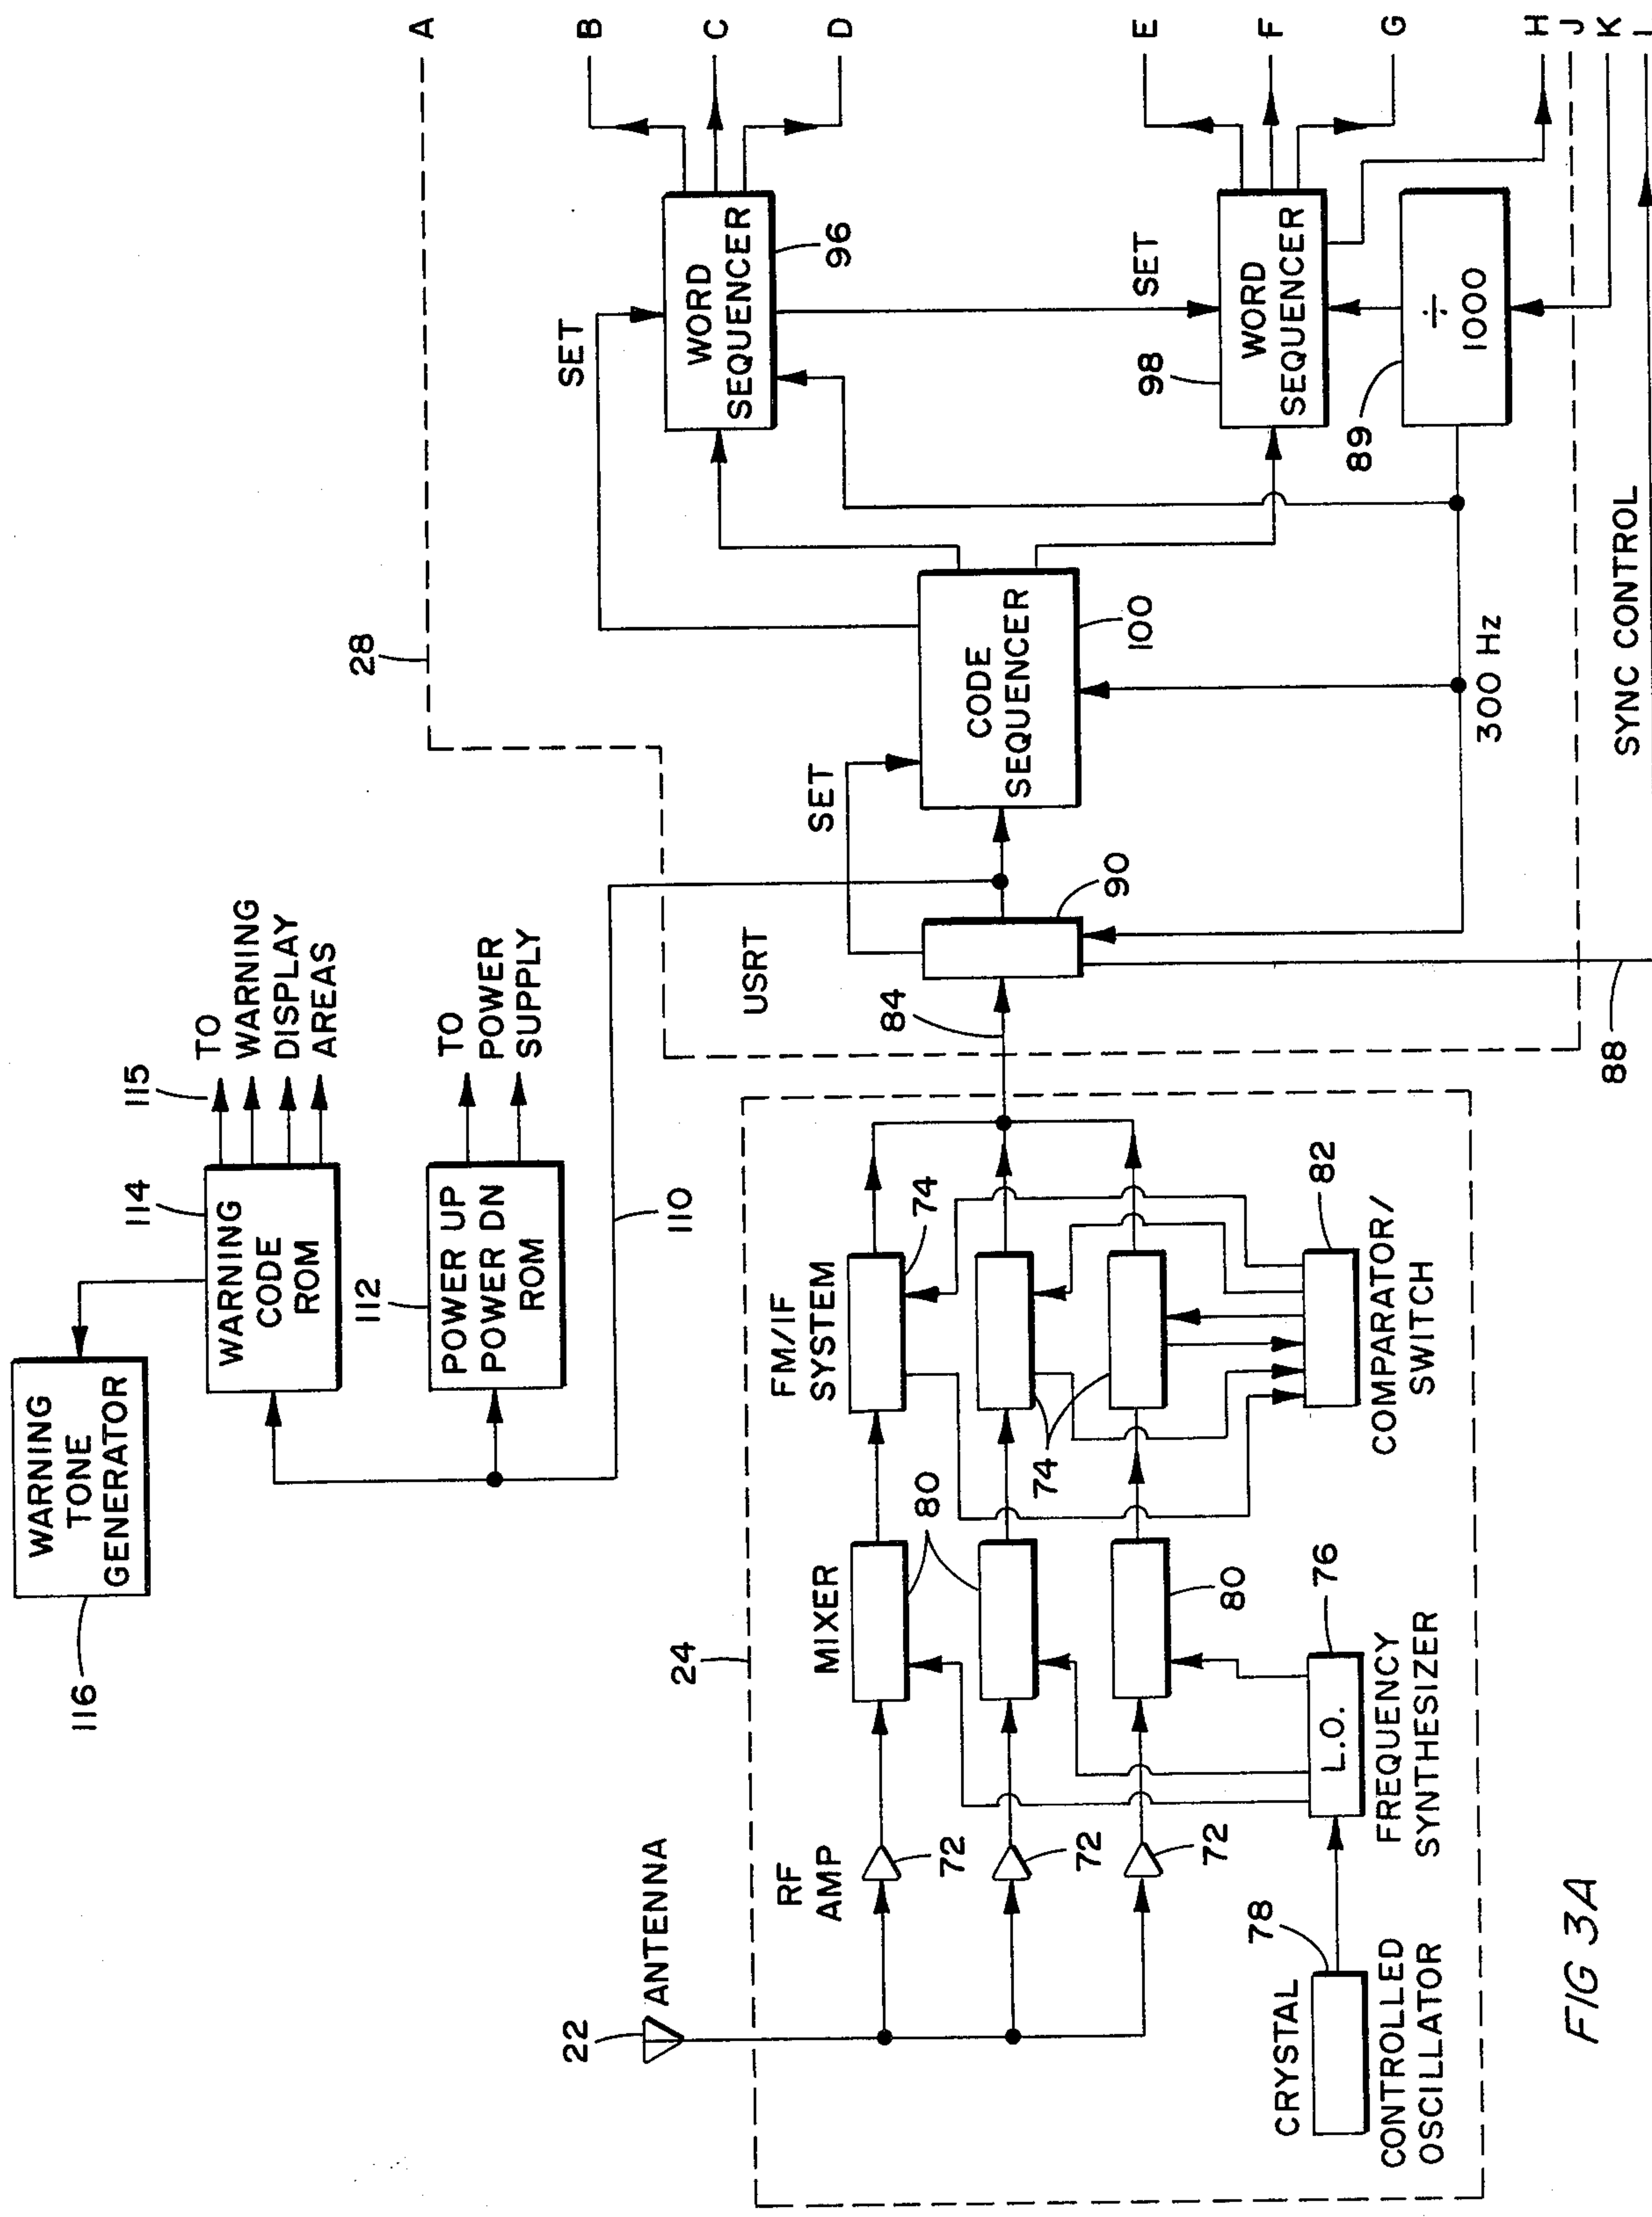 116
WARNING
TONE
GENERATOR
114
WARNING
CODE
ROM
115
TO
WARNING
DISPLAY
AREAS
112
POWER UP
POWER DN
ROM
TO
POWER
SUPPLY
110
28
A
B
C
D
E
F
G
H
J
K
SET
WORD
SEQUENCER
96
SET
98
WORD
SEQUENCER
89
÷
1000
SET
CODE
SEQUENCER
100
300 Hz
SYNC CONTROL
USRT
84
90
88
22
ANTENNA
24
RF
AMP
72
72
72
MIXER
80
80
FM/IF
SYSTEM
74
74
82
COMPARATOR/
SWITCH
76
L.O.
FREQUENCY
SYNTHESIZER
78
CRYSTAL
CONTROLLED
OSCILLATOR
FIG 3A